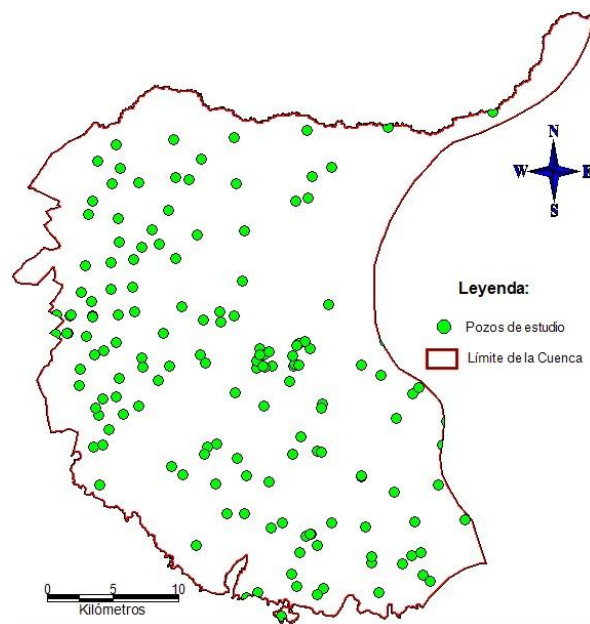 N
W E
S
Leyenda:
Pozos de estudio
Límite de la Cuenca
0 5 10
Kilómetros